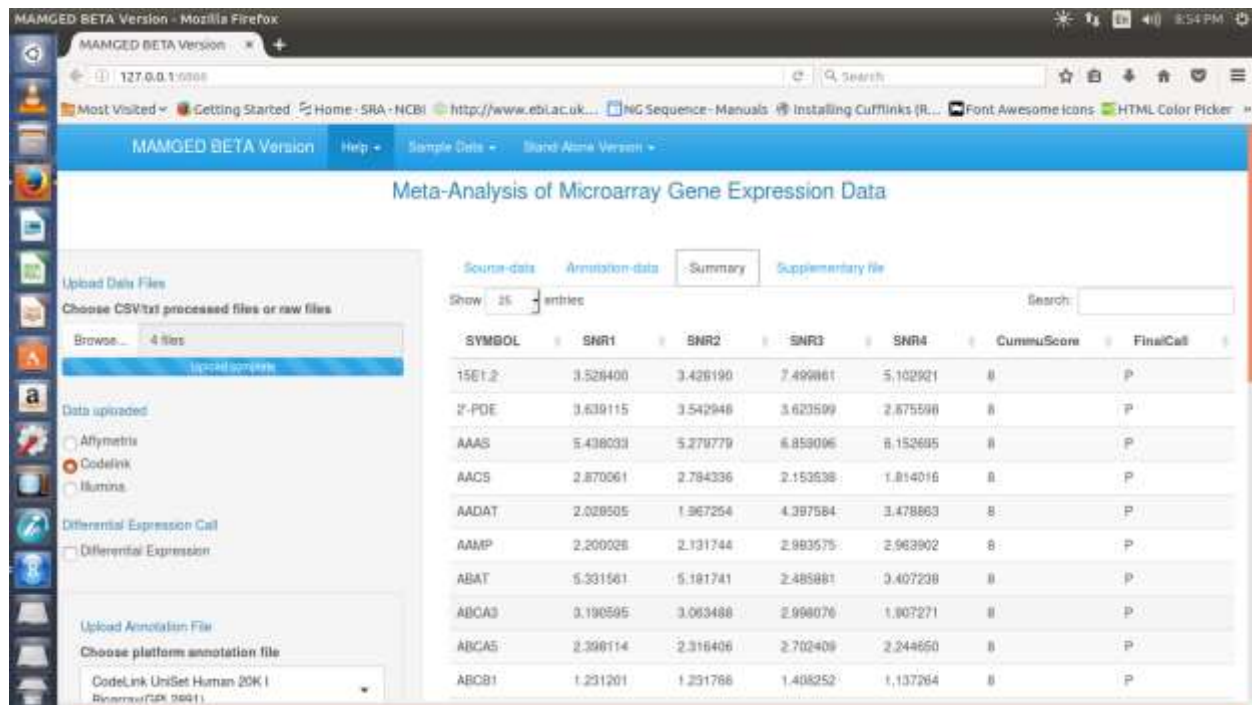 MAMGED BETA Version - Mozilla Firefox
En 8:54 PM
MAMGED BETA Version × +
127.0.0.1:
Search
Most Visited Getting Started Home - SRA - NCBI http://www.ebi.ac.uk... NG Sequence - Manuals Installing Cufflinks (R... Font Awesome Icons HTML Color Picker »
MAMGED BETA Version Help Sample Data Stand Alone Version
Meta-Analysis of Microarray Gene Expression Data
Upload Data Files
Choose CSV/txt processed files or raw files
Browse... 4 files
Upload complete
Data uploaded
Affymetrix
Codelink
Illumina
Differential Expression Call
Differential Expression
Upload Annotation File
Choose platform annotation file
CodeLink UniSet Human 20K I
Bioarray(GPL2891)
Source-data Annotation-data Summary Supplementary file
Show 25 entries Search:
SYMBOL SNR1 SNR2 SNR3 SNR4 CummuScore FinalCall
15E1.2 3.528400 3.426190 7.499861 5.102921 8 P
2'-PDE 3.639115 3.542948 3.623599 2.875598 8 P
AAAS 5.438033 5.279779 6.859096 6.152695 8 P
AACS 2.870061 2.784336 2.153538 1.814016 8 P
AADAT 2.028505 1.967254 4.397584 3.478863 8 P
AAMP 2.200026 2.131744 2.983575 2.963902 8 P
ABAT 5.331561 5.181741 2.485881 3.407239 8 P
ABCA3 3.190595 3.063488 2.998076 1.907271 8 P
ABCA5 2.398114 2.316406 2.702409 2.244650 8 P
ABCB1 1.231201 1.231766 1.408252 1.137264 8 P